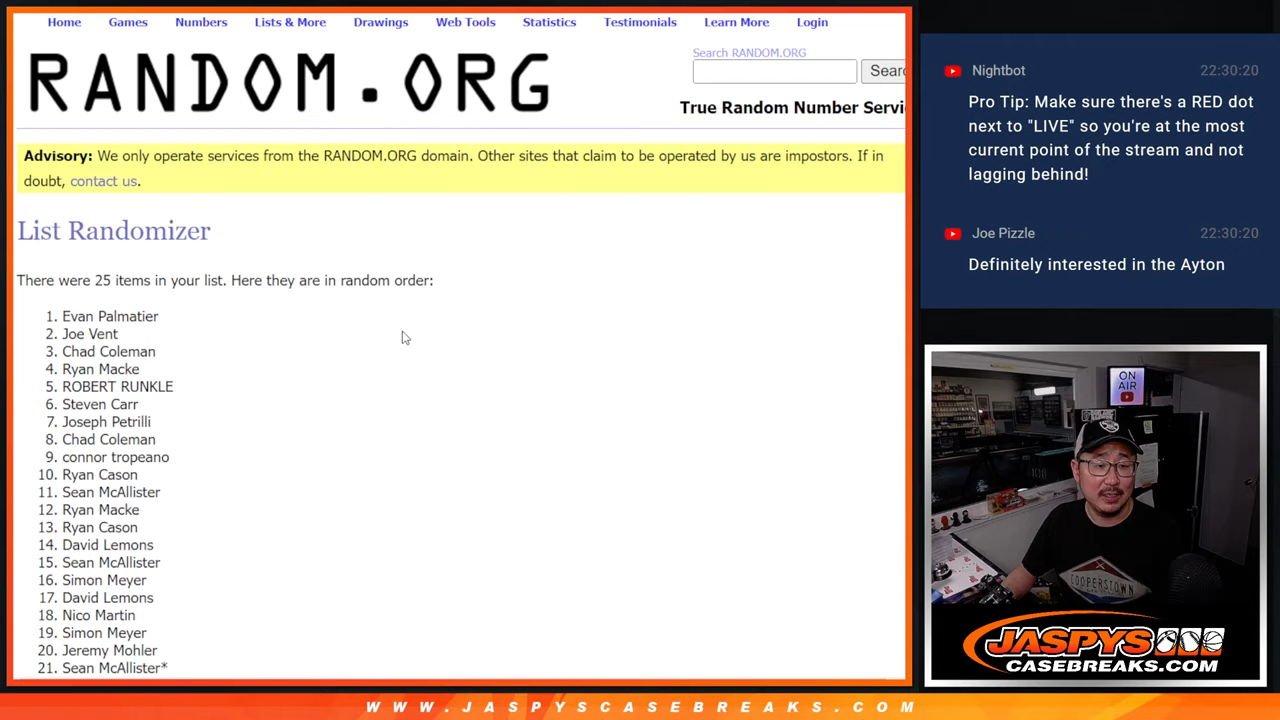 Home Games Numbers Lists & More Drawings Web Tools Statistics Testimonials Learn More Login
RANDOM.ORG
Search RANDOM.ORG
Searc
True Random Number Servi
Advisory: We only operate services from the RANDOM.ORG domain. Other sites that claim to be operated by us are impostors. If in
doubt, contact us.
List Randomizer
There were 25 items in your list. Here they are in random order:
1. Evan Palmatier
2. Joe Vent
3. Chad Coleman
4. Ryan Macke
5. ROBERT RUNKLE
6. Steven Carr
7. Joseph Petrilli
8. Chad Coleman
9. connor tropeano
10. Ryan Cason
11. Sean McAllister
12. Ryan Macke
13. Ryan Cason
14. David Lemons
15. Sean McAllister
16. Simon Meyer
17. David Lemons
18. Nico Martin
19. Simon Meyer
20. Jeremy Mohler
21. Sean McAllister*
Nightbot 22:30:20
Pro Tip: Make sure there's a RED dot
next to "LIVE" so you're at the most
current point of the stream and not
lagging behind!
Joe Pizzle 22:30:20
Definitely interested in the Ayton
ON
AIR
COOPERSTOWN
JASPYS
CASEBREAKS.COM
WWW.JASPYSCASEBREAKS.COM